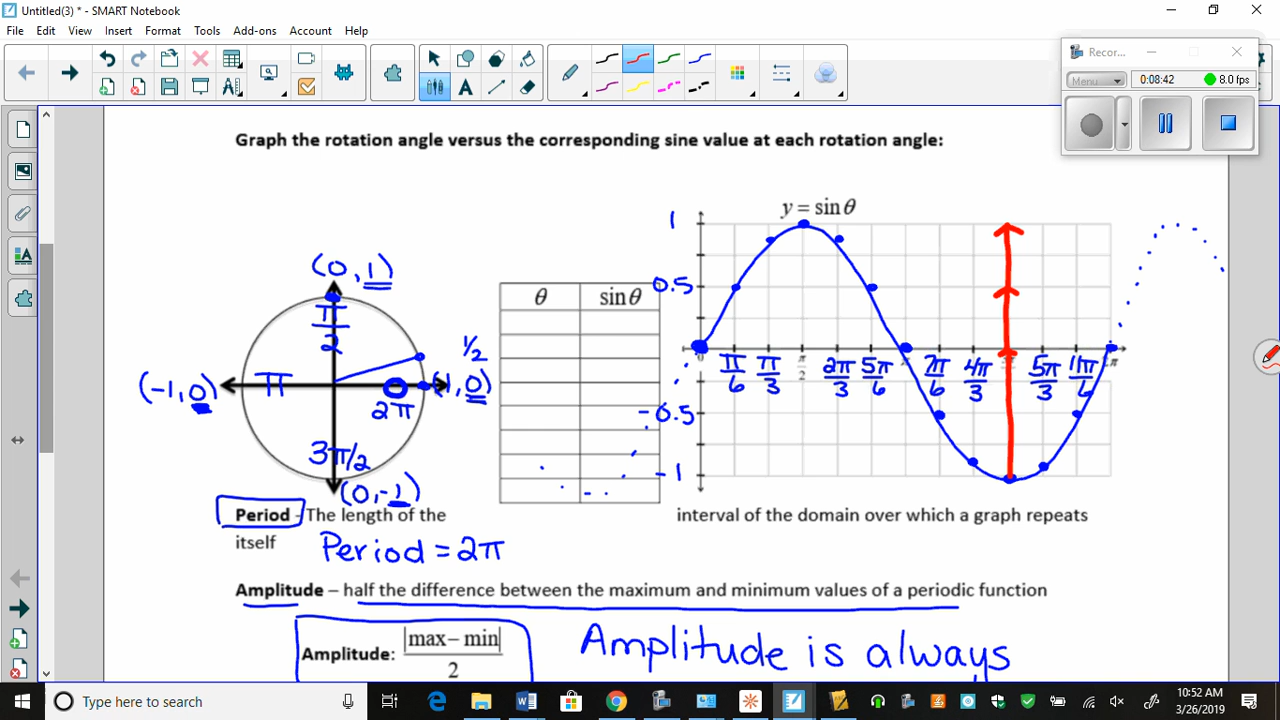 Untitled(3) * - SMART Notebook
File Edit View Insert Format Tools Add-ons Account Help
Recor...
Menu
0:08:42
8.0 fps
Graph the rotation angle versus the corresponding sine value at each rotation angle:
y = sin θ
1
0.5
-0.5
-1
π/6 π/3 π/2 2π/3 5π/6 7π/6 4π/3 5π/3 11π/6
(0, 1)
π/2
1/2
(-1, 0) π (1, 0)
2π
3π/2
(0, -1)
θ sin θ
Period - The length of the interval of the domain over which a graph repeats
itself
Period = 2π
Amplitude – half the difference between the maximum and minimum values of a periodic function
Amplitude: |max – min|/2
Amplitude is always
Type here to search
10:52 AM
3/26/2019